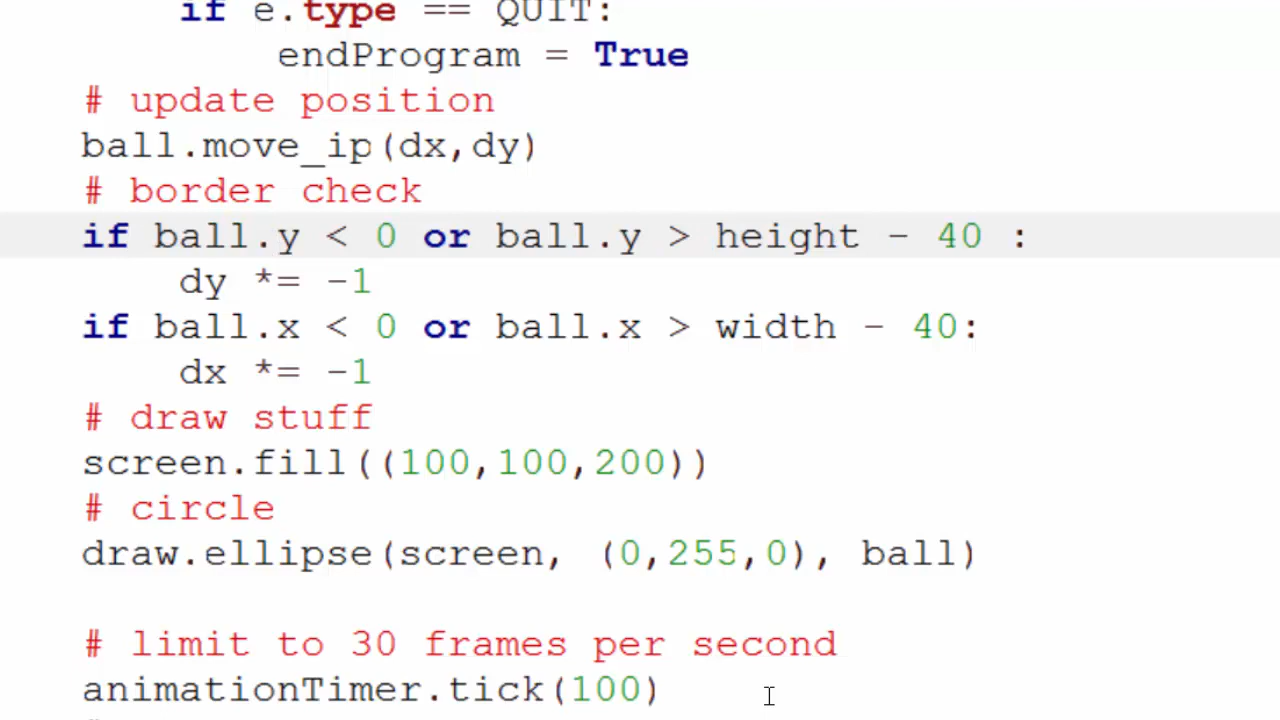 if e.type == QUIT:
endProgram = True
# update position
ball.move_ip(dx,dy)
# border check
if ball.y < 0 or ball.y > height - 40 :
dy *= -1
if ball.x < 0 or ball.x > width - 40:
dx *= -1
# draw stuff
screen.fill((100,100,200))
# circle
draw.ellipse(screen, (0,255,0), ball)
# limit to 30 frames per second
animationTimer.tick(100)